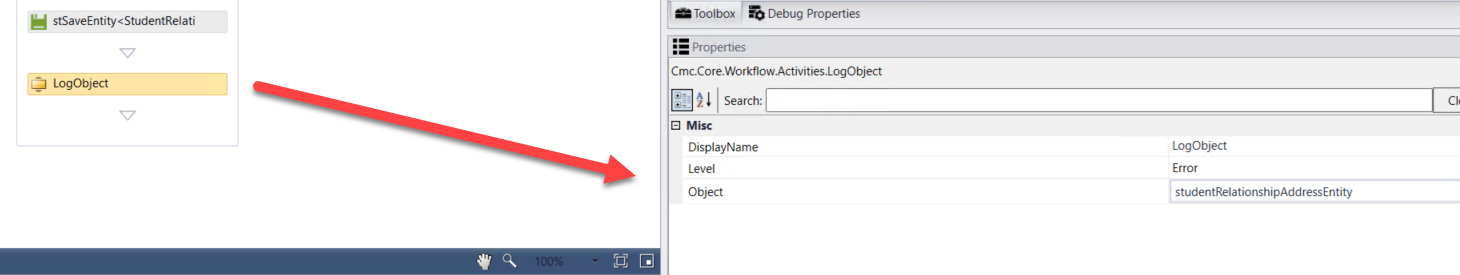 stSaveEntity<StudentRelati
LogObject
100%
Toolbox Debug Properties
Properties
Cmc.Core.Workflow.Activities.LogObject
Search: Cle
Misc
DisplayName LogObject
Level Error
Object studentRelationshipAddressEntity